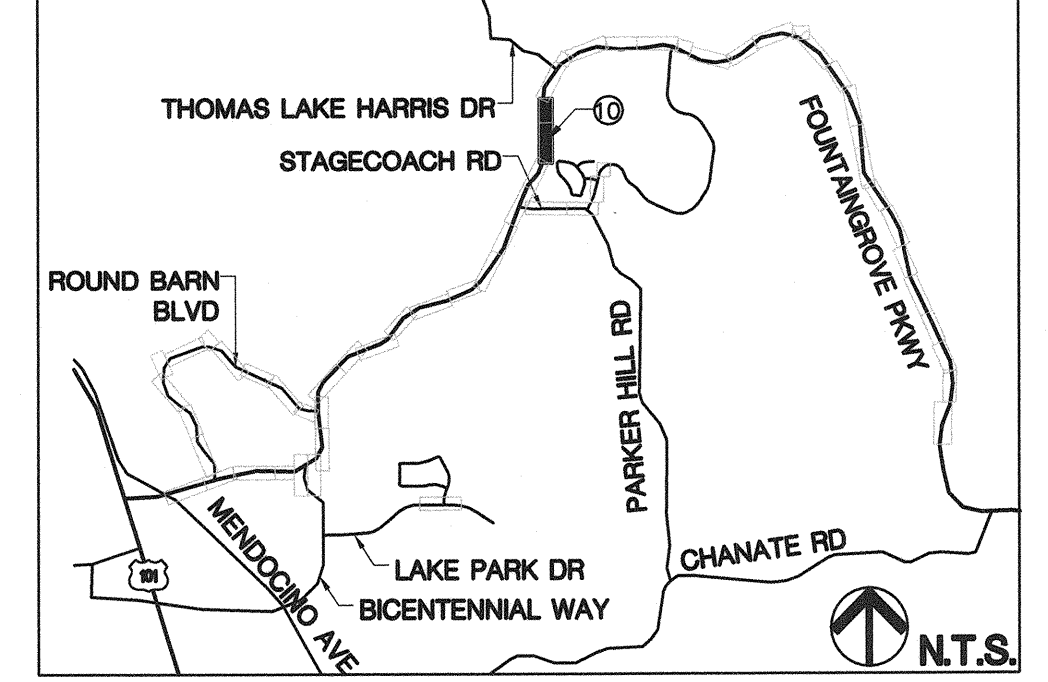 THOMAS LAKE HARRIS DR
10
STAGECOACH RD
FOUNTAINGROVE PKWY
ROUND BARN
BLVD
PARKER HILL RD
MENDOCINO AVE
CHANATE RD
LAKE PARK DR
101
BICENTENNIAL WAY
N.T.S.